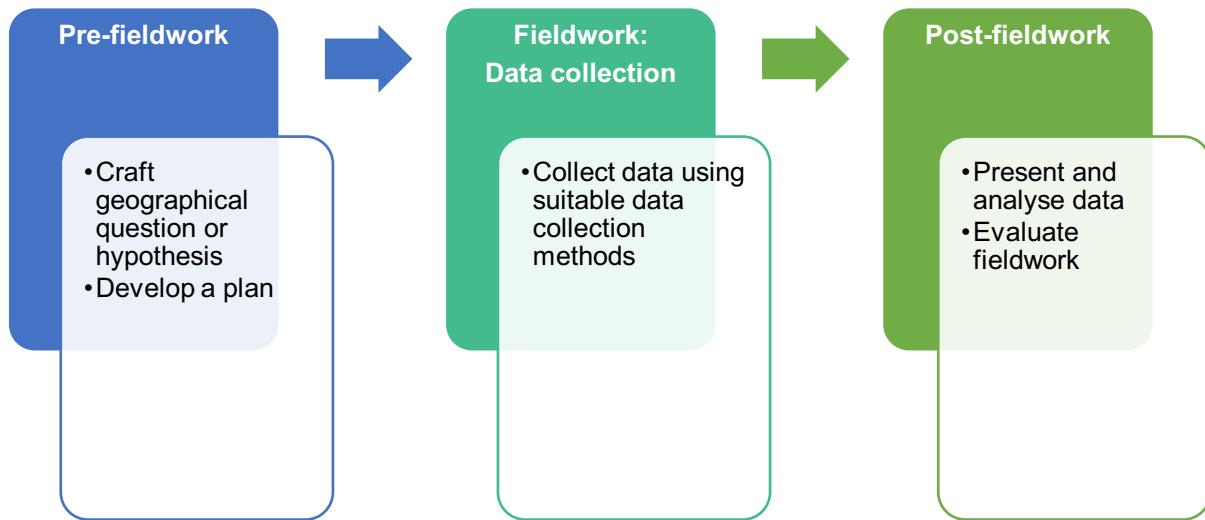 Pre-fieldwork
•Craft
geographical
question or
hypothesis
•Develop a plan
Fieldwork:
Data collection
•Collect data using
suitable data
collection
methods
Post-fieldwork
•Present and
analyse data
•Evaluate
fieldwork